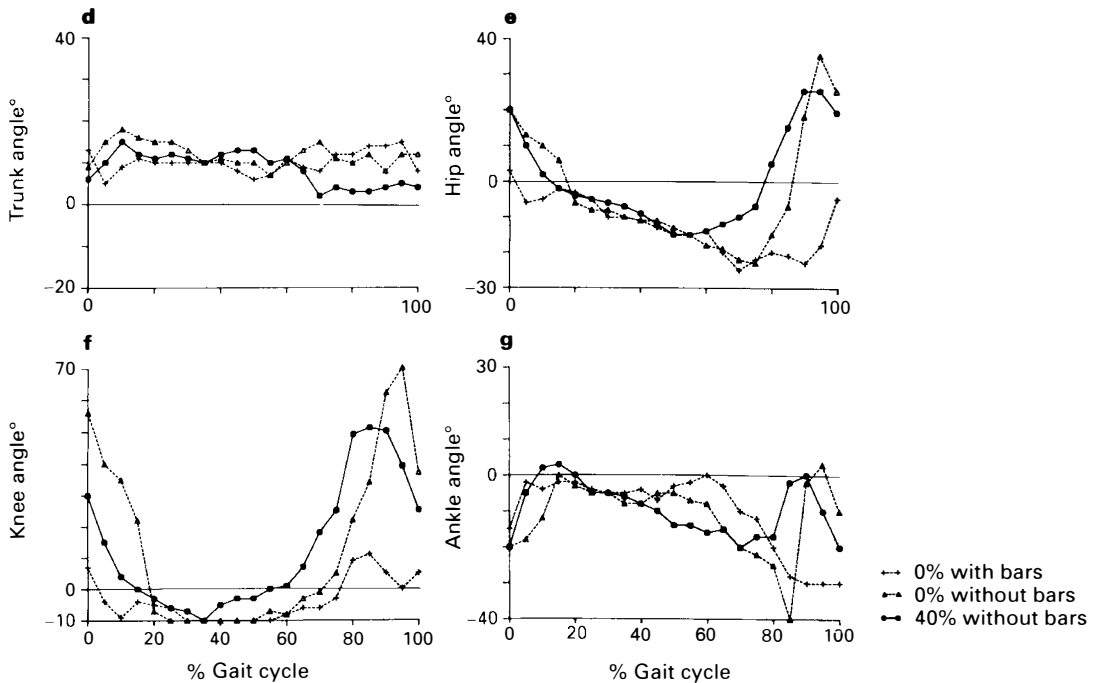 d
40
0
−20
0
100
Trunk angle°
e
40
0
−30
0
100
Hip angle°
f
70
0
−10
0
20
40
60
80
100
Knee angle°
% Gait cycle
g
30
0
−40
0
20
40
60
80
100
Ankle angle°
% Gait cycle
0% with bars
0% without bars
40% without bars